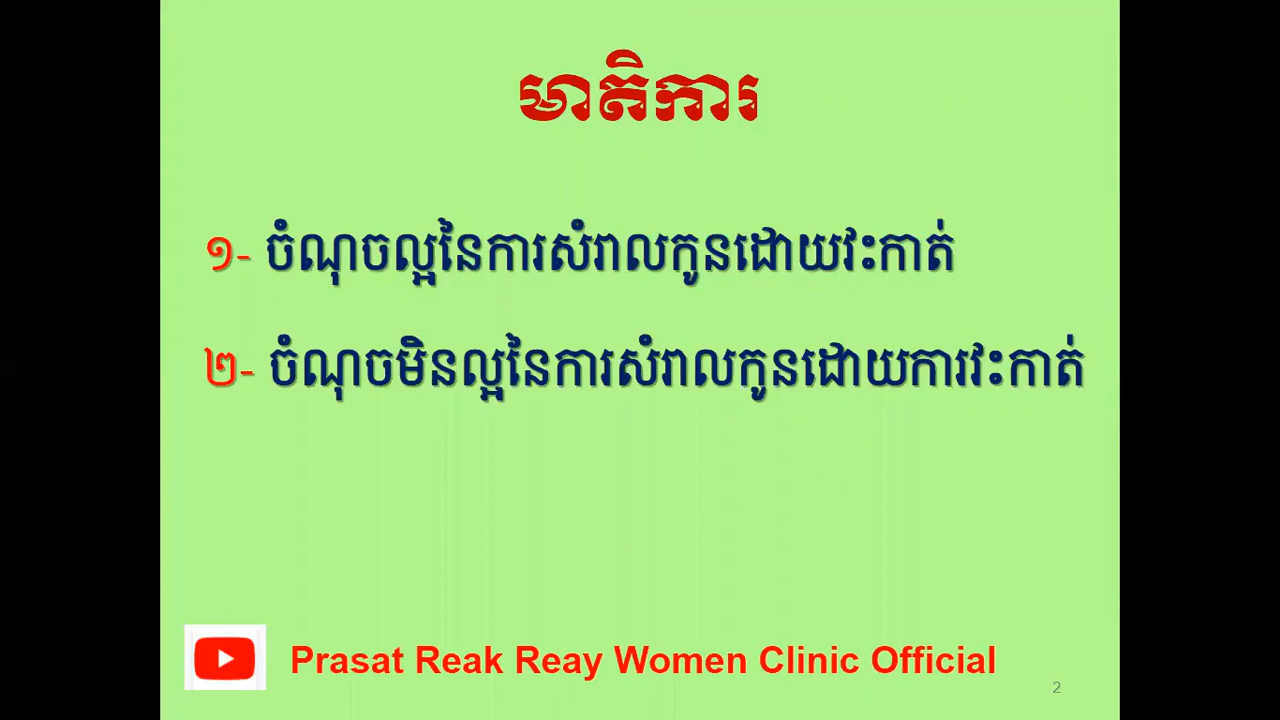 មាតិការ
១- ចំណុចល្អនៃការសំរាលកូនដោយវះកាត់
២- ចំណុចមិនល្អនៃការសំរាលកូនដោយការវះកាត់
Prasat Reak Reay Women Clinic Official
2